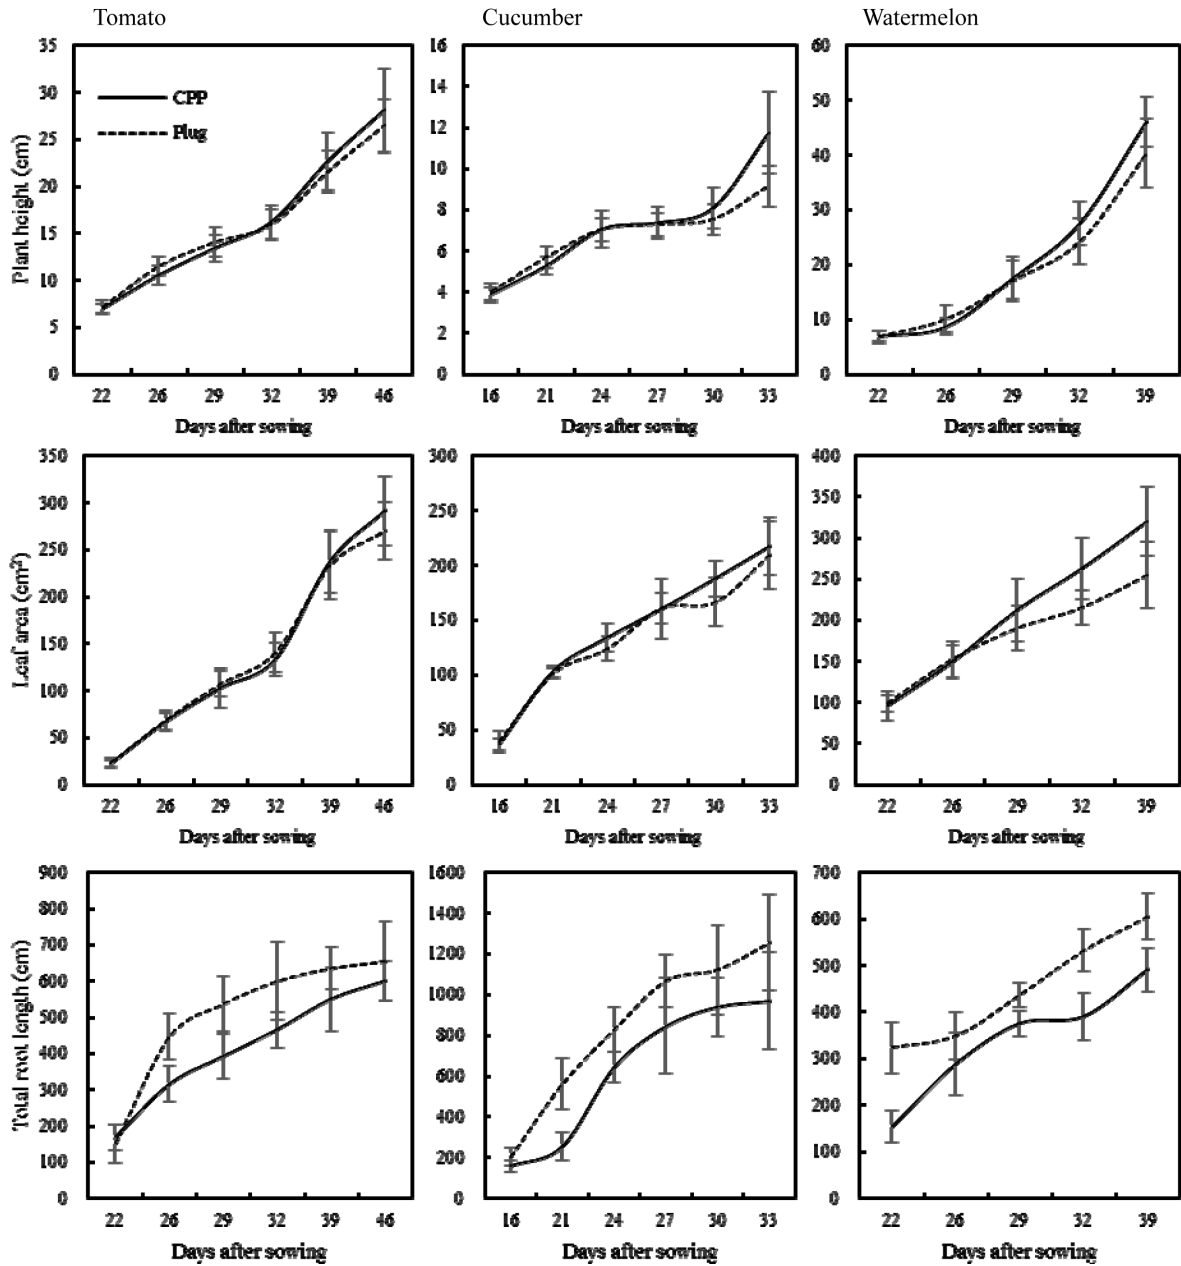 Tomato
Cucumber
Watermelon
Plant height (cm)
35
30
25
20
15
10
5
0
CPP
Plug
22 26 29 32 39 46
Days after sowing
16
14
12
10
8
6
4
2
0
16 21 24 27 30 33
Days after sowing
60
50
40
30
20
10
0
22 26 29 32 39
Days after sowing
Leaf area (cm²)
350
300
250
200
150
100
50
0
22 26 29 32 39 46
Days after sowing
300
250
200
150
100
50
0
16 21 24 27 30 33
Days after sowing
400
350
300
250
200
150
100
50
0
22 26 29 32 39
Days after sowing
Total root length (cm)
900
800
700
600
500
400
300
200
100
0
22 26 29 32 39 46
Days after sowing
1600
1400
1200
1000
800
600
400
200
0
16 21 24 27 30 33
Days after sowing
700
600
500
400
300
200
100
0
22 26 29 32 39
Days after sowing